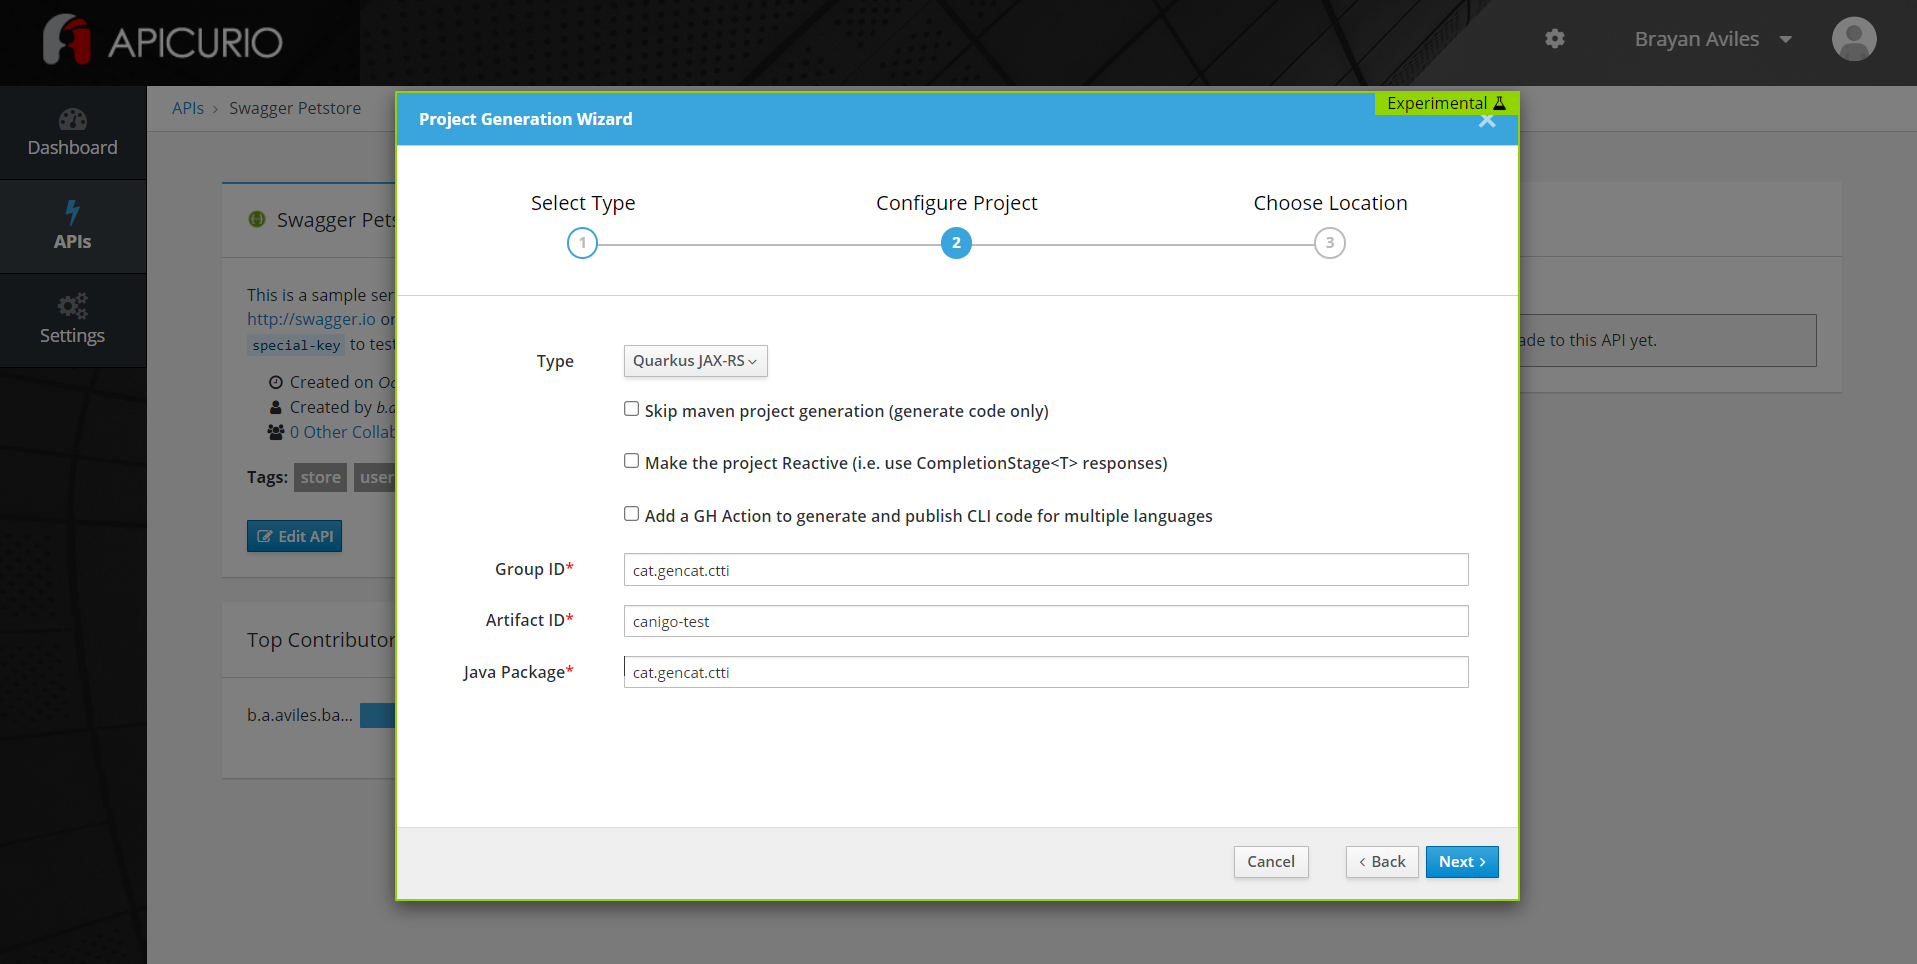 APICURIO
Brayan Aviles
Dashboard
APIs
Settings
APIs > Swagger Petstore
Swagger Pets
This is a sample ser
http://swagger.io or
special-key to test
Created on Oc
Created by b.a
0 Other Collab
Tags: store user
Edit API
Top Contributor
b.a.aviles.ba...
ade to this API yet.
Experimental
Project Generation Wizard
Select Type
Configure Project
Choose Location
1
2
3
Type
Quarkus JAX-RS
Skip maven project generation (generate code only)
Make the project Reactive (i.e. use CompletionStage<T> responses)
Add a GH Action to generate and publish CLI code for multiple languages
Group ID*
cat.gencat.ctti
Artifact ID*
canigo-test
Java Package*
cat.gencat.ctti
Cancel
‹ Back
Next ›